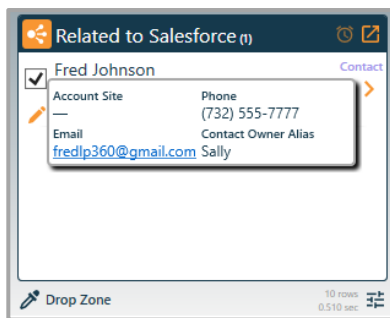 Related to Salesforce (1)
Fred Johnson
Contact
Account Site
Phone
—
(732) 555-7777
Email
Contact Owner Alias
fredlp360@gmail.com
Sally
Drop Zone
10 rows
0.510 sec